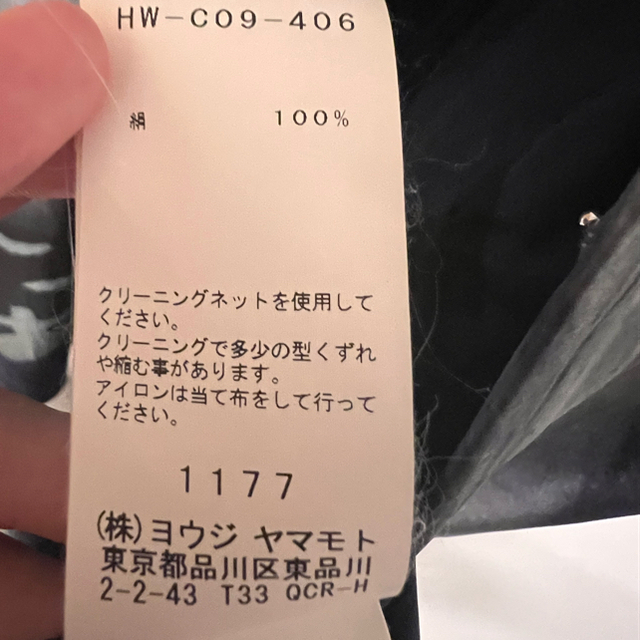 HW-C09-406
絹 100%
クリーニングネットを使用して
ください。
クリーニングで多少の型くずれ
や縮む事があります。
アイロンは当て布をして行って
ください。
1177
(株)ヨウジ ヤマモト
東京都品川区東品川
2-2-43 T33 QCR-H